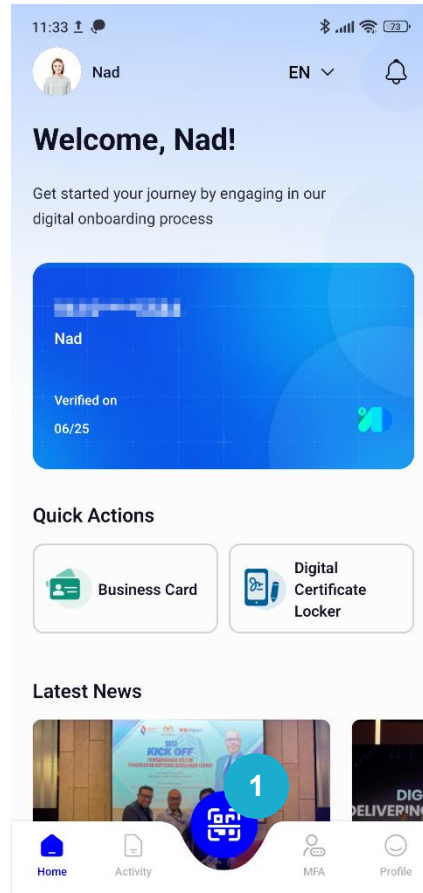 11:33
73
Nad
EN
Welcome, Nad!
Get started your journey by engaging in our
digital onboarding process
Nad
Verified on
06/25
Quick Actions
Business Card
Digital
Certificate
Locker
Latest News
KICK OFF
1
DIG
DELIVERING
Home
Activity
MFA
Profile